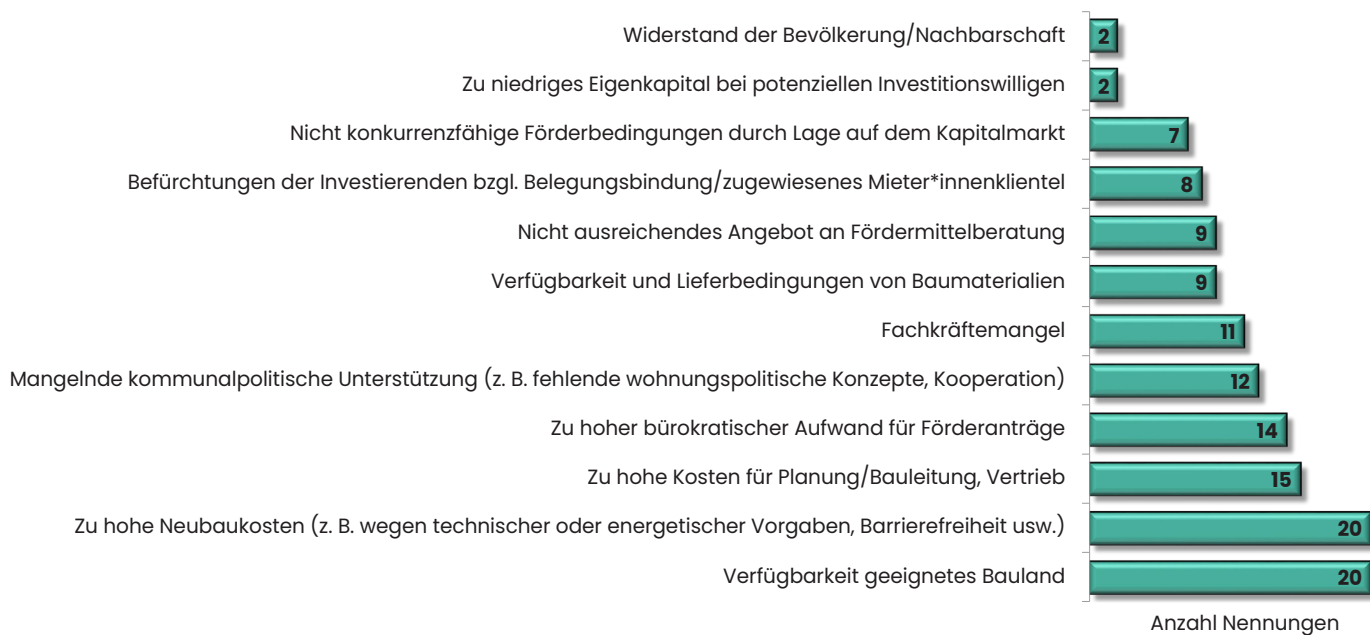 Widerstand der Bevölkerung/Nachbarschaft 2
Zu niedriges Eigenkapital bei potenziellen Investitionswilligen 2
Nicht konkurrenzfähige Förderbedingungen durch Lage auf dem Kapitalmarkt 7
Befürchtungen der Investierenden bzgl. Belegungsbindung/zugewiesenes Mieter*innenklientel 8
Nicht ausreichendes Angebot an Fördermittelberatung 9
Verfügbarkeit und Lieferbedingungen von Baumaterialien 9
Fachkräftemangel 11
Mangelnde kommunalpolitische Unterstützung (z. B. fehlende wohnungspolitische Konzepte, Kooperation) 12
Zu hoher bürokratischer Aufwand für Förderanträge 14
Zu hohe Kosten für Planung/Bauleitung, Vertrieb 15
Zu hohe Neubaukosten (z. B. wegen technischer oder energetischer Vorgaben, Barrierefreiheit usw.) 20
Verfügbarkeit geeignetes Bauland 20
Anzahl Nennungen